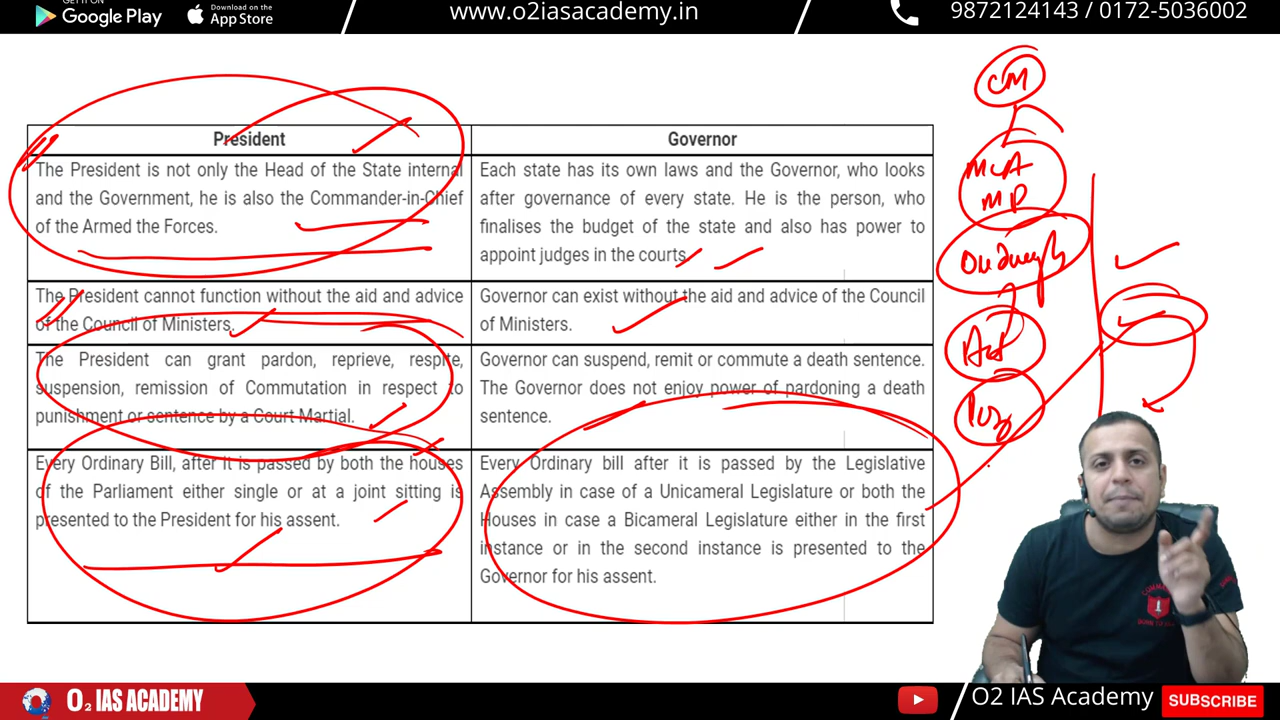 GET IT ON
Google Play
Download on the
App Store
www.o2iasacademy.in
9872124143 / 0172-5036002
President
The President is not only the Head of the State internal
and the Government, he is also the Commander-in-Chief
of the Armed the Forces.
Governor
Each state has its own laws and the Governor, who looks
after governance of every state. He is the person, who
finalises the budget of the state and also has power to
appoint judges in the courts
The President cannot function without the aid and advice
of the Council of Ministers.
Governor can exist without the aid and advice of the Council
of Ministers.
The President can grant pardon, reprieve, respite,
suspension, remission of Commutation in respect to
punishment or sentence by a Court Martial.
Governor can suspend, remit or commute a death sentence.
The Governor does not enjoy power of pardoning a death
sentence.
Every Ordinary Bill, after it is passed by both the houses
of the Parliament either single or at a joint sitting is
presented to the President for his assent.
Every Ordinary bill after it is passed by the Legislative
Assembly in case of a Unicameral Legislature or both the
Houses in case a Bicameral Legislature either in the first
instance or in the second instance is presented to the
Governor for his assent.
CM
MP
O2 IAS ACADEMY
O2 IAS Academy
SUBSCRIBE